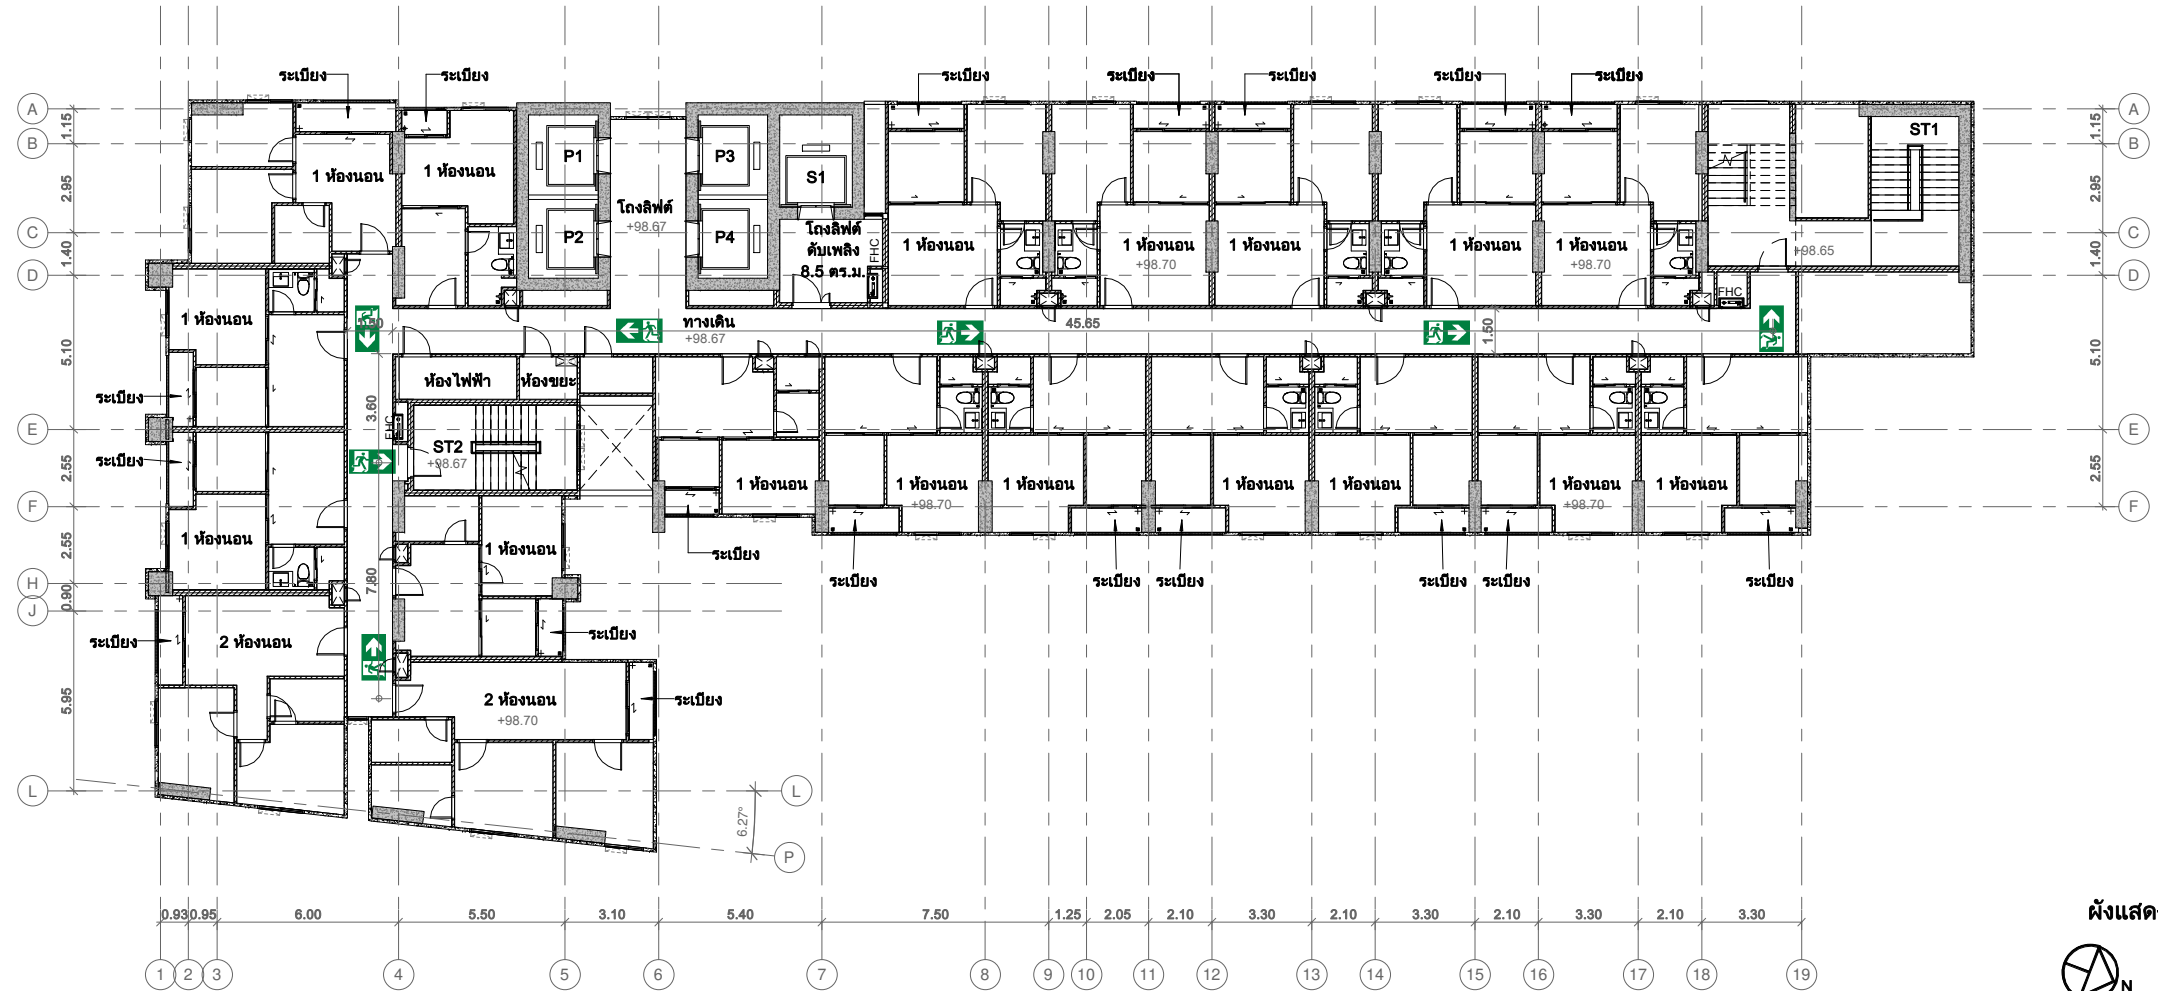 ระเบียง ระเบียง ระเบียง ระเบียง ระเบียง ระเบียง ระเบียง
A A
1.15 1.15
B B
ST1
P1 P3
2.95 2.95
1 ห้องนอน 1 ห้องนอน S1
โถงลิฟต์
+98.67
C C
P2 P4
โถงลิฟต์
ดับเพลิง
8.5 ตร.ม.
FHC
1 ห้องนอน 1 ห้องนอน 1 ห้องนอน 1 ห้องนอน 1 ห้องนอน
+98.70 +98.70
+98.65
1.40 1.40
D D
FHC
1 ห้องนอน
1.50
ทางเดิน
+98.67
45.65
1.50
5.10 5.10
ระเบียง
ห้องไฟฟ้า ห้องขยะ
3.60
FHC
E E
ST2
+98.67
ระเบียง
2.55 2.55
1 ห้องนอน 1 ห้องนอน 1 ห้องนอน 1 ห้องนอน 1 ห้องนอน 1 ห้องนอน 1 ห้องนอน
+98.70 +98.70
F F
1 ห้องนอน 1 ห้องนอน
2.55
ระเบียง
ระเบียง ระเบียง ระเบียง ระเบียง ระเบียง ระเบียง
H
7.80
0.90
J
ระเบียง 2 ห้องนอน ระเบียง
5.95
2 ห้องนอน ระเบียง
+98.70
L L
6.27°
P
0.93 0.95 6.00 5.50 3.10 5.40 7.50 1.25 2.05 2.10 3.30 2.10 3.30 2.10 3.30 2.10 3.30
ผังแสด
1 2 3 4 5 6 7 8 9 10 11 12 13 14 15 16 17 18 19
N